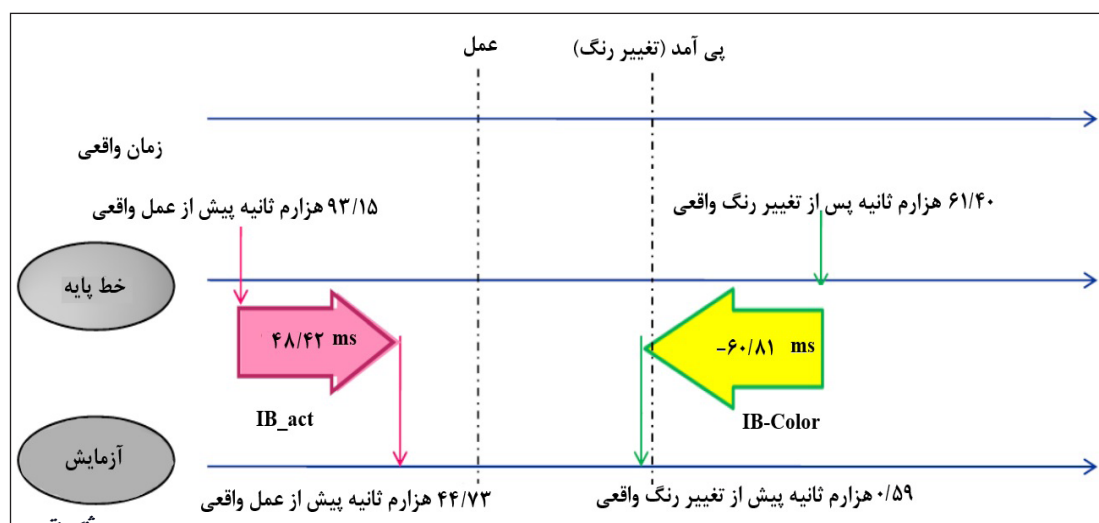 عمل
پی آمد (تغییر رنگ)
زمان واقعی
۹۳/۱۵ هزارم ثانیه پیش از عمل واقعی
۶۱/۴۰ هزارم ثانیه پس از تغییر رنگ واقعی
خط پایه
۴۸/۴۲ ms
-۶۰/۸۱ ms
IB_act
IB-Color
آزمایش
۴۴/۷۳ هزارم ثانیه پیش از عمل واقعی
۰/۵۹ هزارم ثانیه پیش از تغییر رنگ واقعی